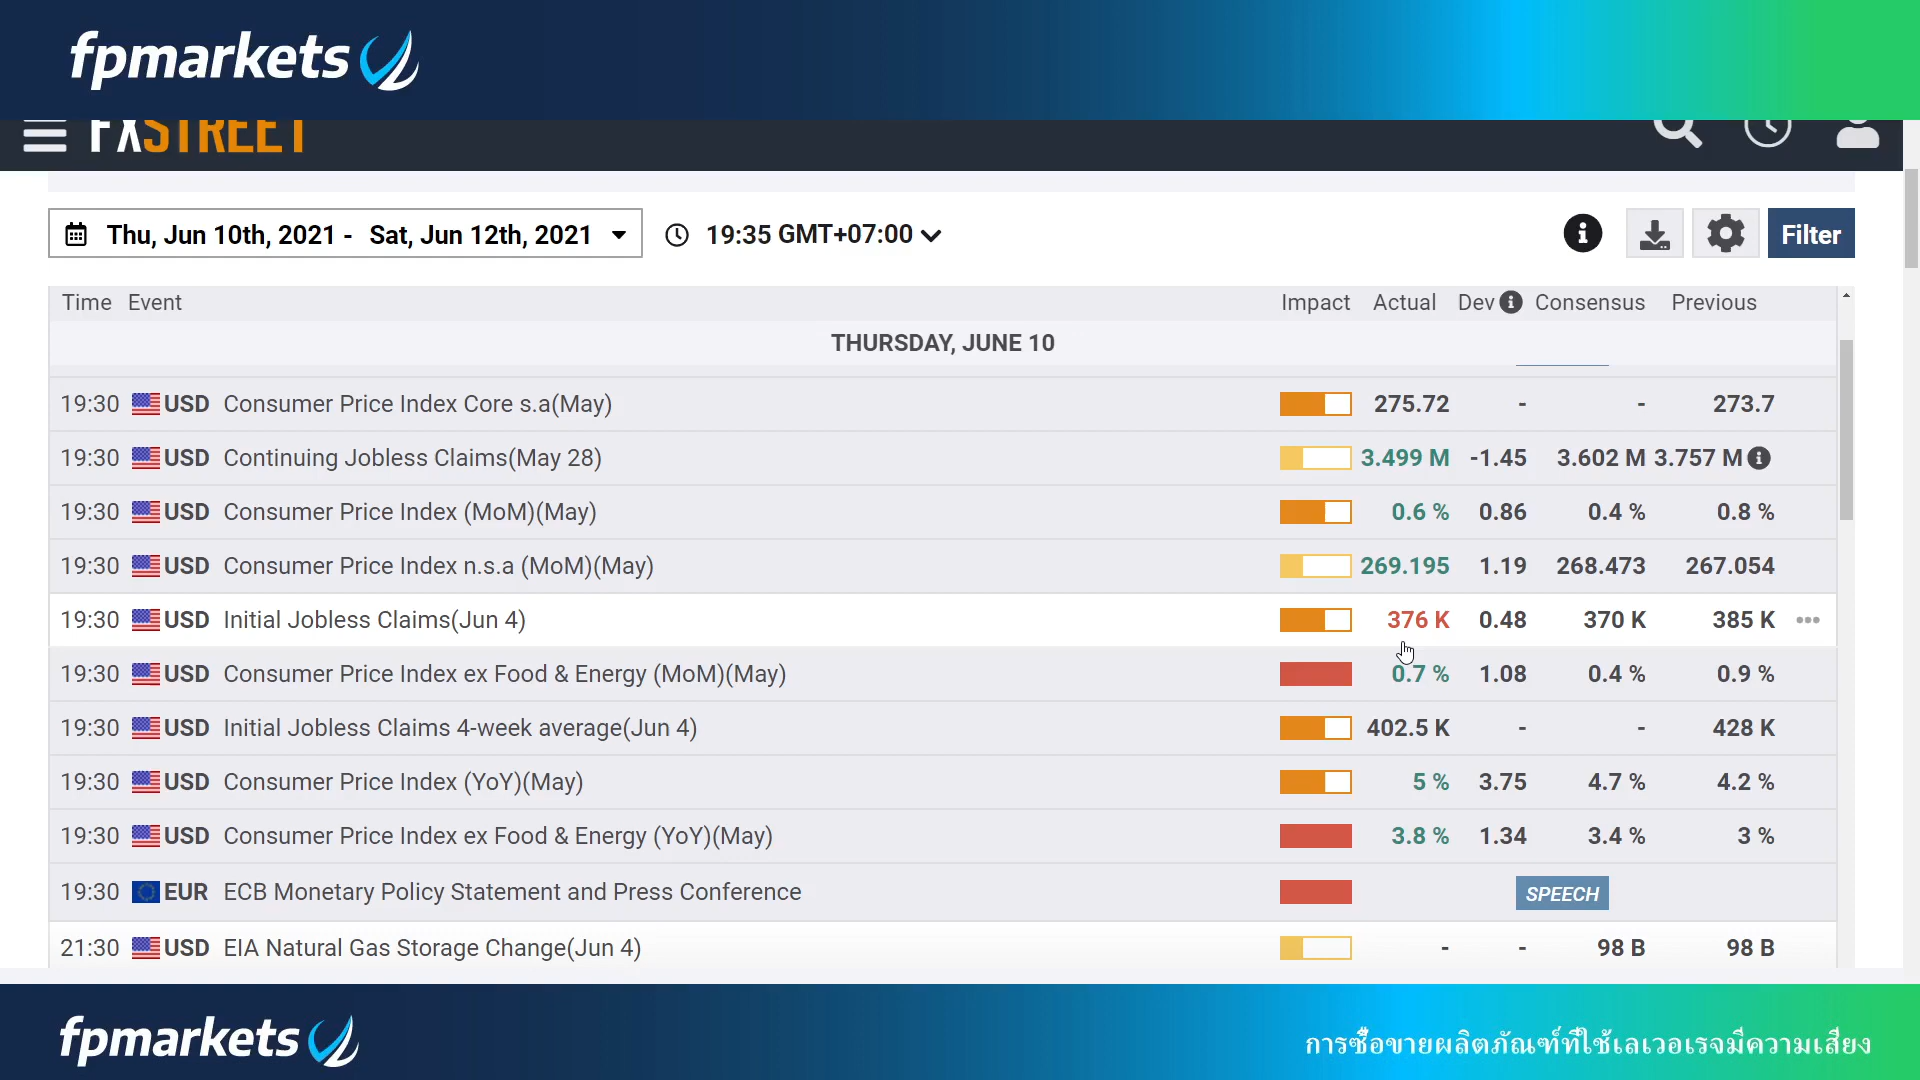 fpmarkets
FXSTREET
Thu, Jun 10th, 2021 - Sat, Jun 12th, 2021 19:35 GMT+07:00 Filter
Time Event Impact Actual Dev Consensus Previous
THURSDAY, JUNE 10
19:30 USD Consumer Price Index Core s.a(May) 275.72 - - 273.7
19:30 USD Continuing Jobless Claims(May 28) 3.499 M -1.45 3.602 M 3.757 M
19:30 USD Consumer Price Index (MoM)(May) 0.6 % 0.86 0.4 % 0.8 %
19:30 USD Consumer Price Index n.s.a (MoM)(May) 269.195 1.19 268.473 267.054
19:30 USD Initial Jobless Claims(Jun 4) 376 K 0.48 370 K 385 K
19:30 USD Consumer Price Index ex Food & Energy (MoM)(May) 0.7 % 1.08 0.4 % 0.9 %
19:30 USD Initial Jobless Claims 4-week average(Jun 4) 402.5 K - - 428 K
19:30 USD Consumer Price Index (YoY)(May) 5 % 3.75 4.7 % 4.2 %
19:30 USD Consumer Price Index ex Food & Energy (YoY)(May) 3.8 % 1.34 3.4 % 3 %
19:30 EUR ECB Monetary Policy Statement and Press Conference SPEECH
21:30 USD EIA Natural Gas Storage Change(Jun 4) - - 98 B 98 B
fpmarkets
การซื้อขายผลิตภัณฑ์ที่ใช้เลเวอเรจมีความเสี่ยง